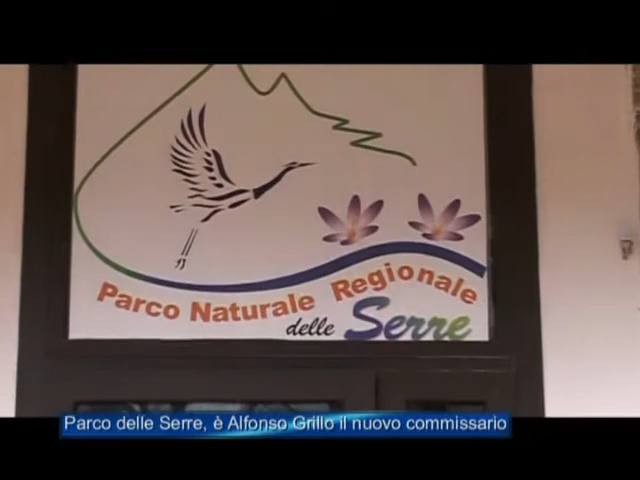 Parco Naturale Regionale
delle Serre
Parco delle Serre, è Alfonso Grillo il nuovo commissario